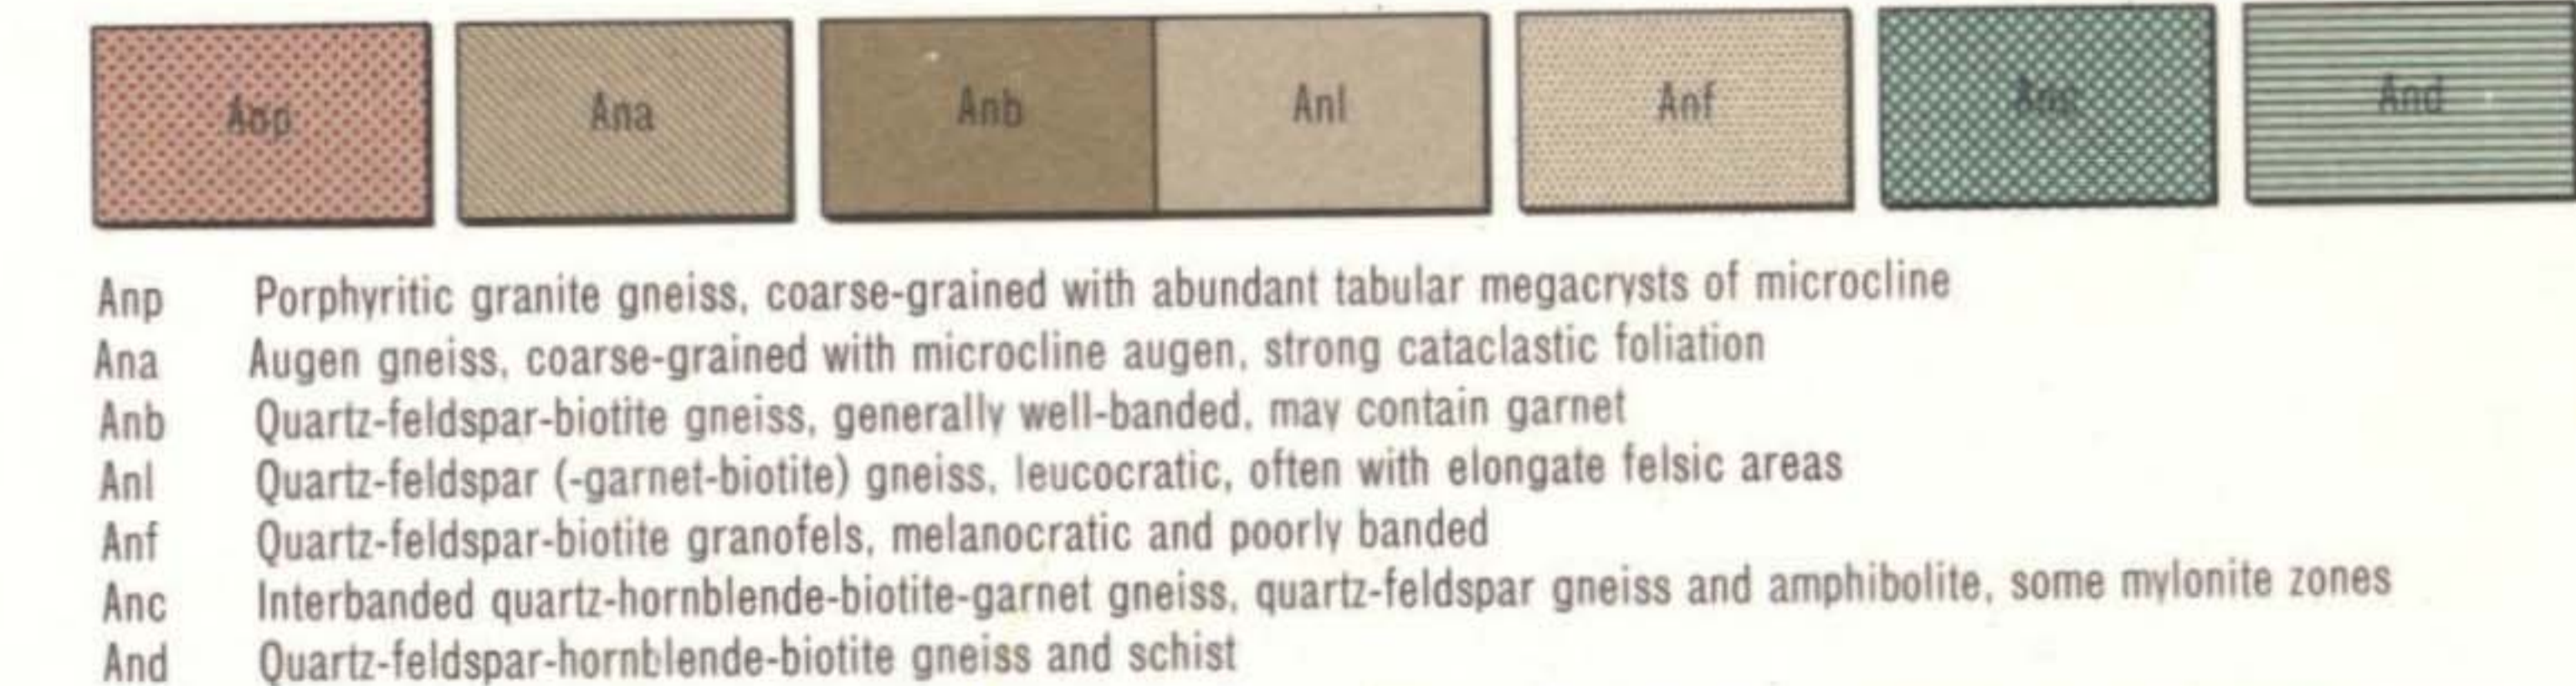 Anp Ana Anb Anl Anf Anc And
Anp Porphyritic granite gneiss, coarse-grained with abundant tabular megacrysts of microcline
Ana Augen gneiss, coarse-grained with microcline augen, strong cataclastic foliation
Anb Quartz-feldspar-biotite gneiss, generally well-banded, may contain garnet
Anl Quartz-feldspar (-garnet-biotite) gneiss, leucocratic, often with elongate felsic areas
Anf Quartz-feldspar-biotite granofels, melanocratic and poorly banded
Anc Interbanded quartz-hornblende-biotite-garnet gneiss, quartz-feldspar gneiss and amphibolite, some mylonite zones
And Quartz-feldspar-hornblende-biotite gneiss and schist